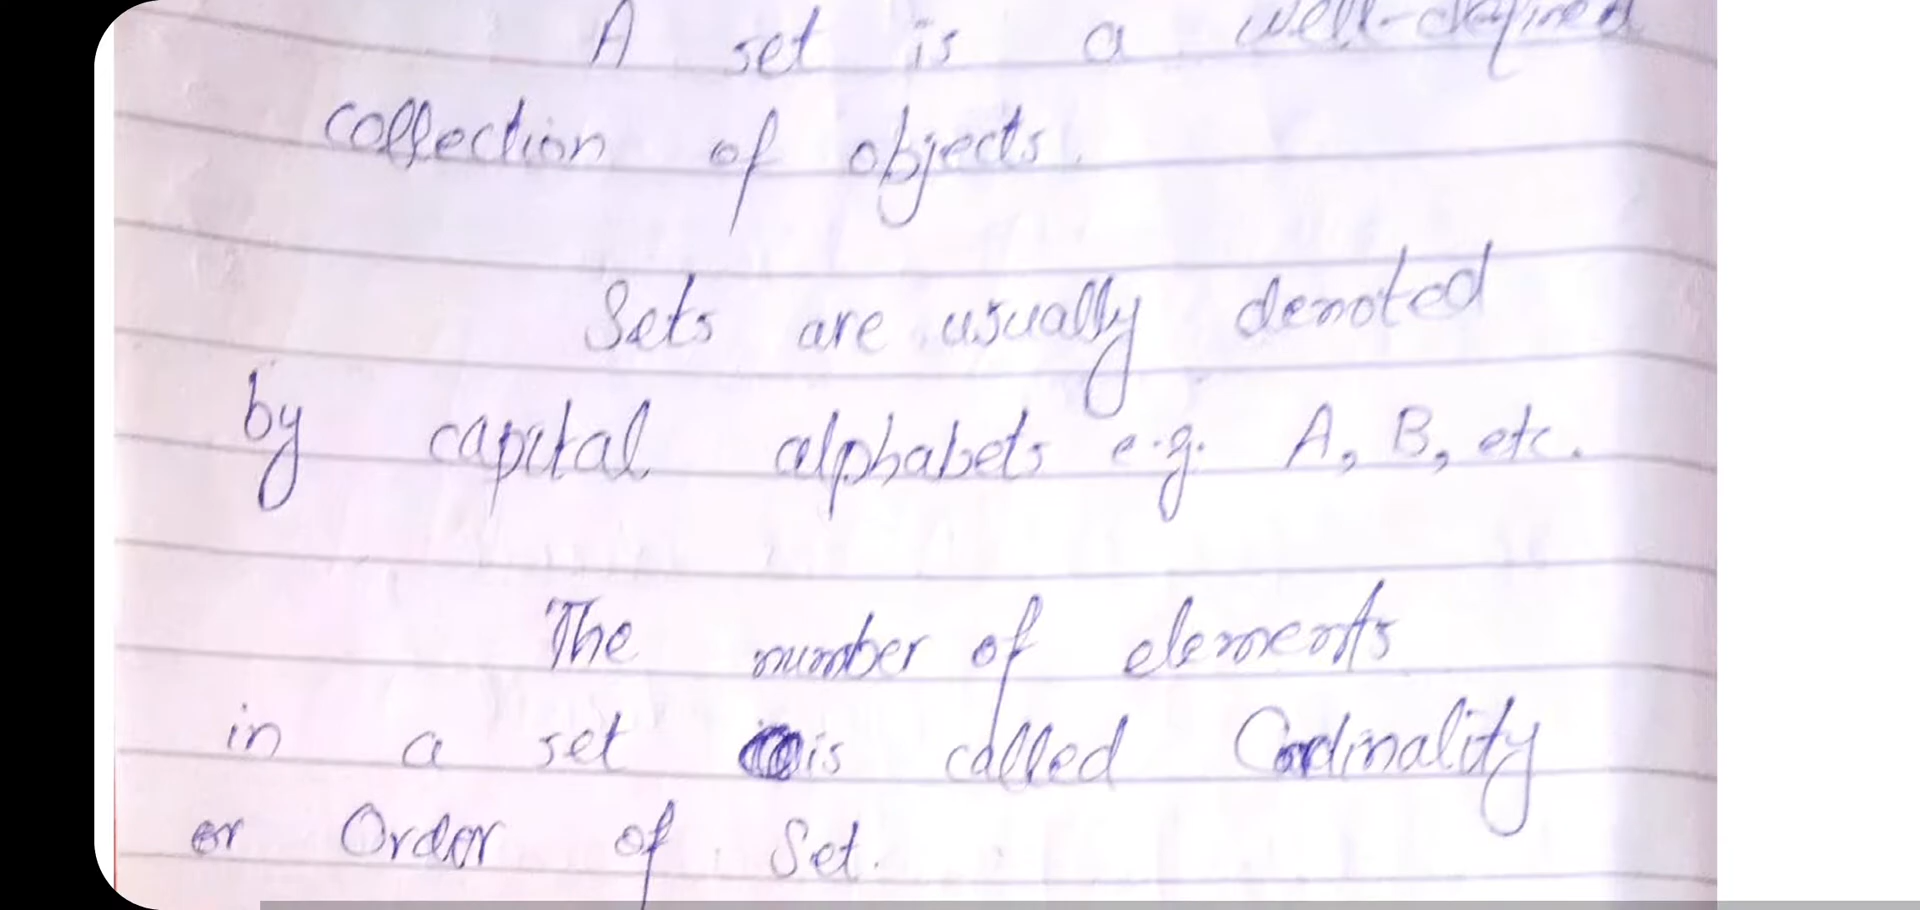 A set is a well-defined
collection of objects.
Sets are usually denoted
by capital alphabets e.g. A, B, etc.
The number of elements
in a set is called Cardinality
or Order of Set.